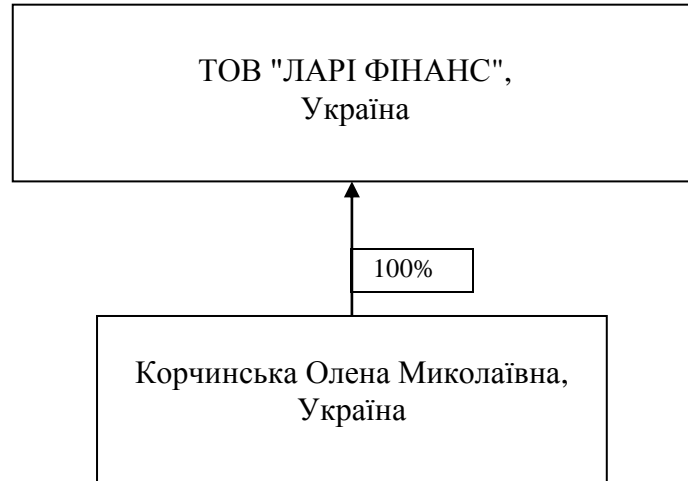 ТОВ "ЛАРІ ФІНАНС",
Україна
100%
Корчинська Олена Миколаївна,
Україна